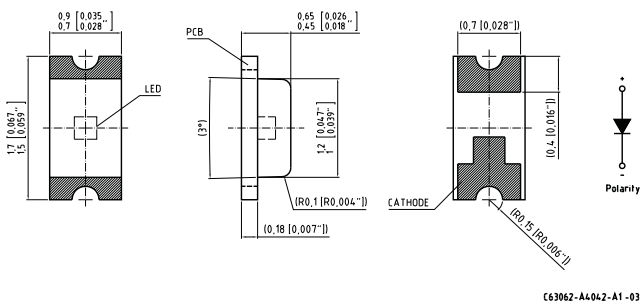 0,9 [0,035
0,7 [0,028"]
0,65 [0,026
0,45 [0,018"]
(0,7 [0,028"])
PCB
LED
1,7 [0,067
1,5 [0,059"]
(3°)
1,2 [0,047"
1 [0,039"]
(0,4 [0,016"])
+
-
Polarity
(R0,1 [R0,004"])
CATHODE
(0,18 [0,007"])
(R0,15 [R0,006"])
C63062-A4042-A1-03